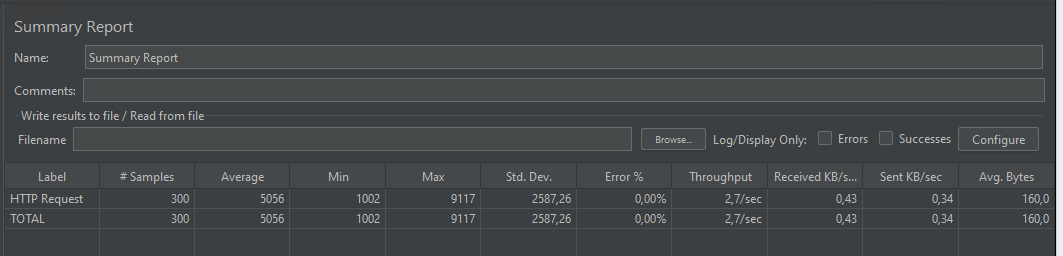 Summary Report
Name: Summary Report
Comments:
Write results to file / Read from file
Filename Browse... Log/Display Only: Errors Successes Configure
Label # Samples Average Min Max Std. Dev. Error % Throughput Received KB/s... Sent KB/sec Avg. Bytes
HTTP Request 300 5056 1002 9117 2587,26 0,00% 2,7/sec 0,43 0,34 160,0
TOTAL 300 5056 1002 9117 2587,26 0,00% 2,7/sec 0,43 0,34 160,0